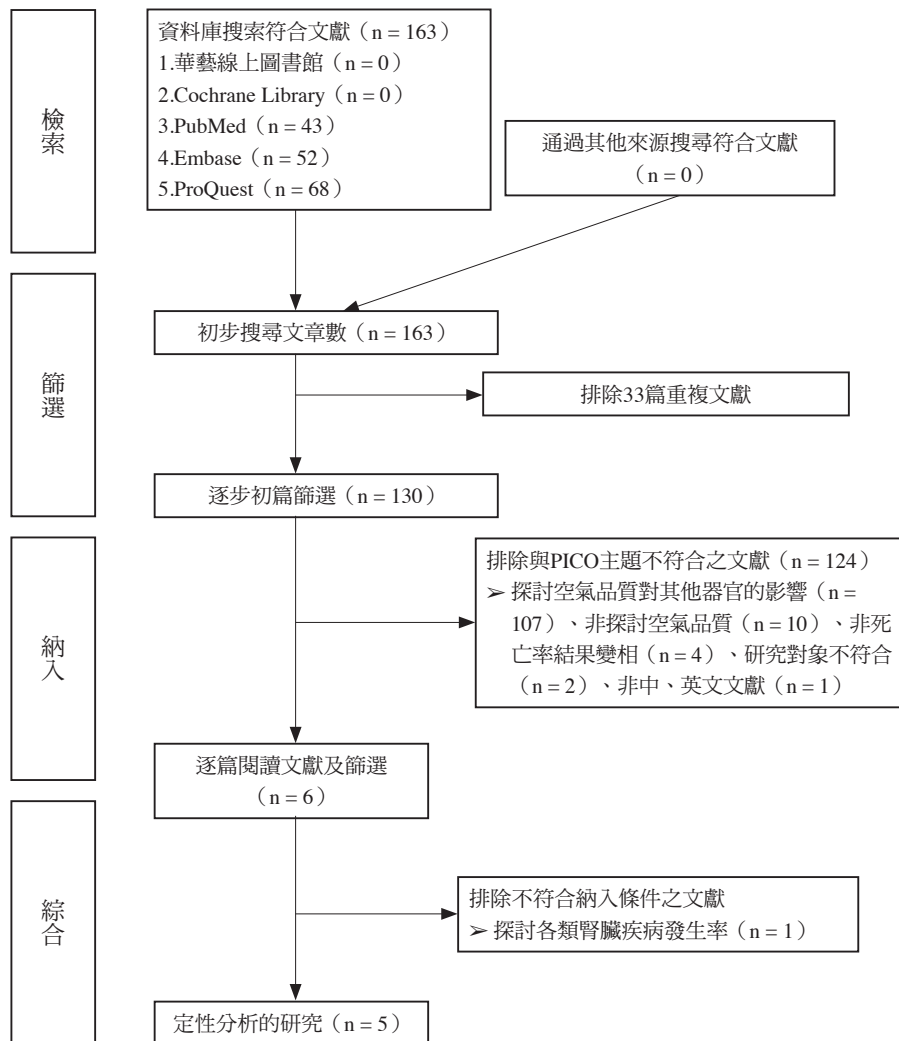 檢索
資料庫搜索符合文獻（n = 163）
1.華藝線上圖書館（n = 0）
2.Cochrane Library（n = 0）
3.PubMed（n = 43）
4.Embase（n = 52）
5.ProQuest（n = 68）
通過其他來源搜尋符合文獻
（n = 0）
篩選
初步搜尋文章數（n = 163）
排除33篇重複文獻
逐步初篇篩選（n = 130）
納入
排除與PICO主題不符合之文獻（n = 124）
➢ 探討空氣品質對其他器官的影響（n =
107）、非探討空氣品質（n = 10）、非死
亡率結果變相（n = 4）、研究對象不符合
（n = 2）、非中、英文文獻（n = 1）
逐篇閱讀文獻及篩選
（n = 6）
綜合
排除不符合納入條件之文獻
➢ 探討各類腎臟疾病發生率（n = 1）
定性分析的研究（n = 5）